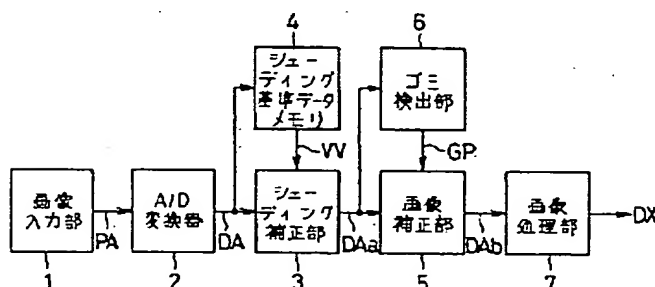 4
シェー
ディング
基準データ
メモリ
6
ゴミ
検出部
VV
GP
画像
入力部
PA
A/D
変換器
DA
シェー
ディング
補正部
DAa
画像
補正部
DAb
画像
処理部
DX
1
2
3
5
7